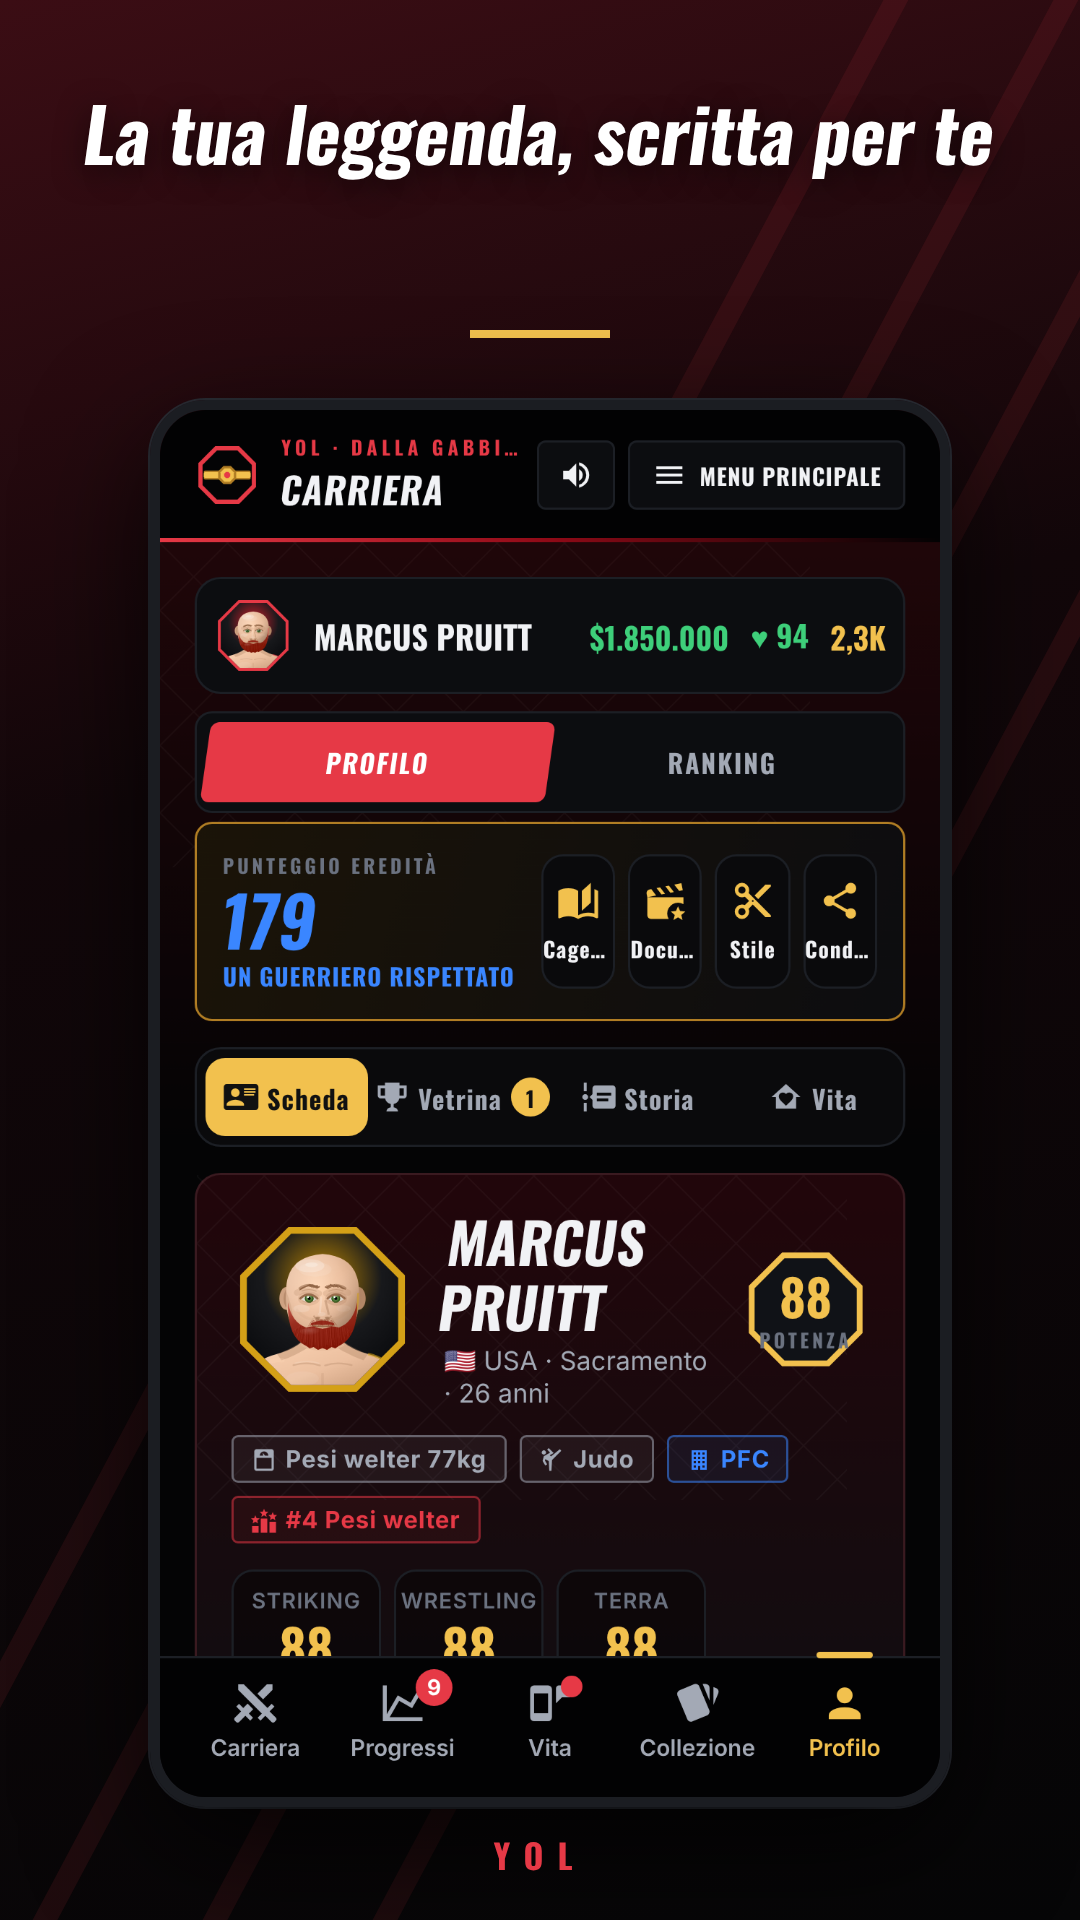 La tua leggenda, scritta per te
YOL · DALLA GABBI...
CARRIERA
MENU PRINCIPALE
MARCUS PRUITT $1.850.000 ♥ 94 2,3K
PROFILO RANKING
PUNTEGGIO EREDITÀ
179
UN GUERRIERO RISPETTATO
Cage... Docu... Stile Cond...
Scheda Vetrina 1 Storia Vita
MARCUS
PRUITT
🇺🇸 USA · Sacramento
· 26 anni
88
POTENZA
Pesi welter 77kg Judo PFC
#4 Pesi welter
STRIKING WRESTLING TERRA
88 88 88
9
Carriera Progressi Vita Collezione Profilo
YOL